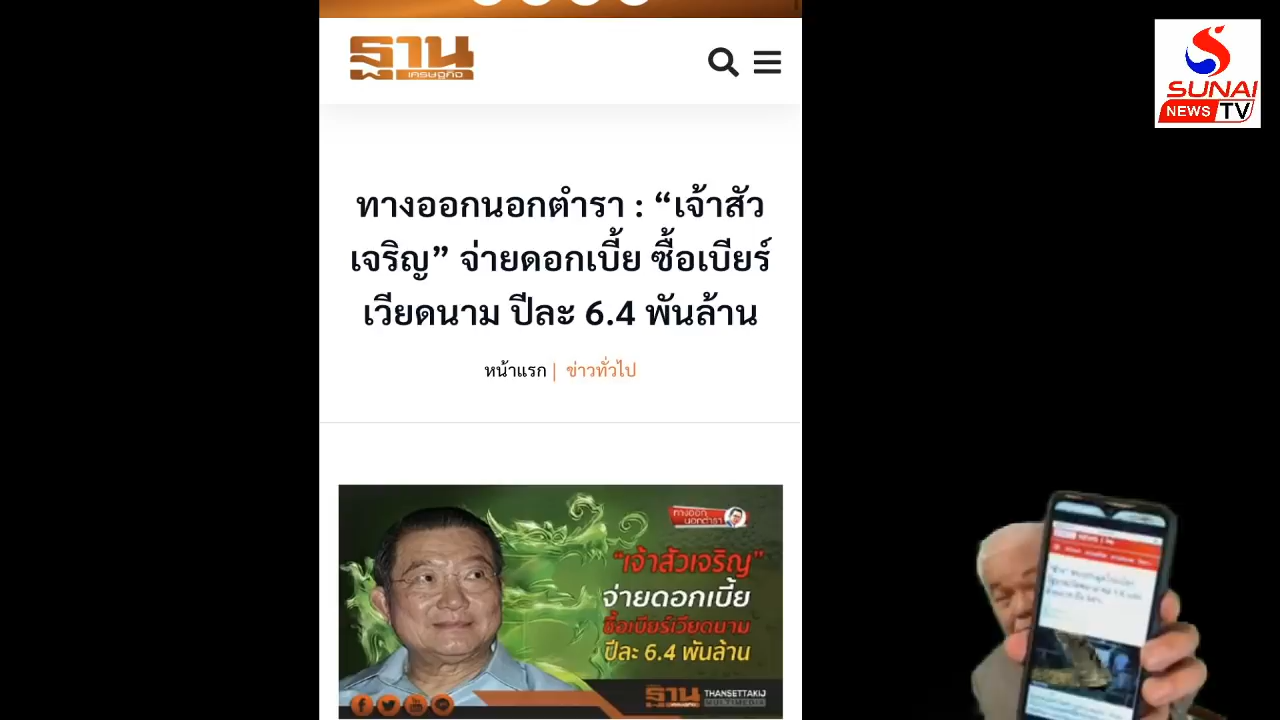 ฐาน
เศรษฐกิจ
SUNAI
NEWS TV
ทางออกนอกตำรา : “เจ้าสัว
เจริญ” จ่ายดอกเบี้ย ซื้อเบียร์
เวียดนาม ปีละ 6.4 พันล้าน
หน้าแรก | ข่าวทั่วไป
ทางออก
นอกตำรา
“เจ้าสัวเจริญ”
จ่ายดอกเบี้ย
ซื้อเบียร์เวียดนาม
ปีละ 6.4 พันล้าน
ฐาน
เศรษฐกิจ
THANSETTAKIJ
MULTIMEDIA